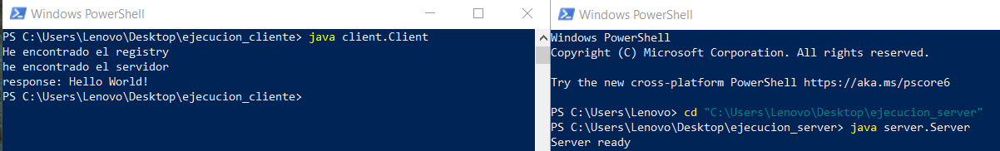 Windows PowerShell
PS C:\Users\Lenovo\Desktop\ejecucion_cliente> java client.Client
He encontrado el registry
he encontrado el servidor
response: Hello World!
PS C:\Users\Lenovo\Desktop\ejecucion_cliente>
Windows PowerShell
Windows PowerShell
Copyright (C) Microsoft Corporation. All rights reserved.
Try the new cross-platform PowerShell https://aka.ms/pscore6
PS C:\Users\Lenovo> cd "C:\Users\Lenovo\Desktop\ejecucion_server"
PS C:\Users\Lenovo\Desktop\ejecucion_server> java server.Server
Server ready